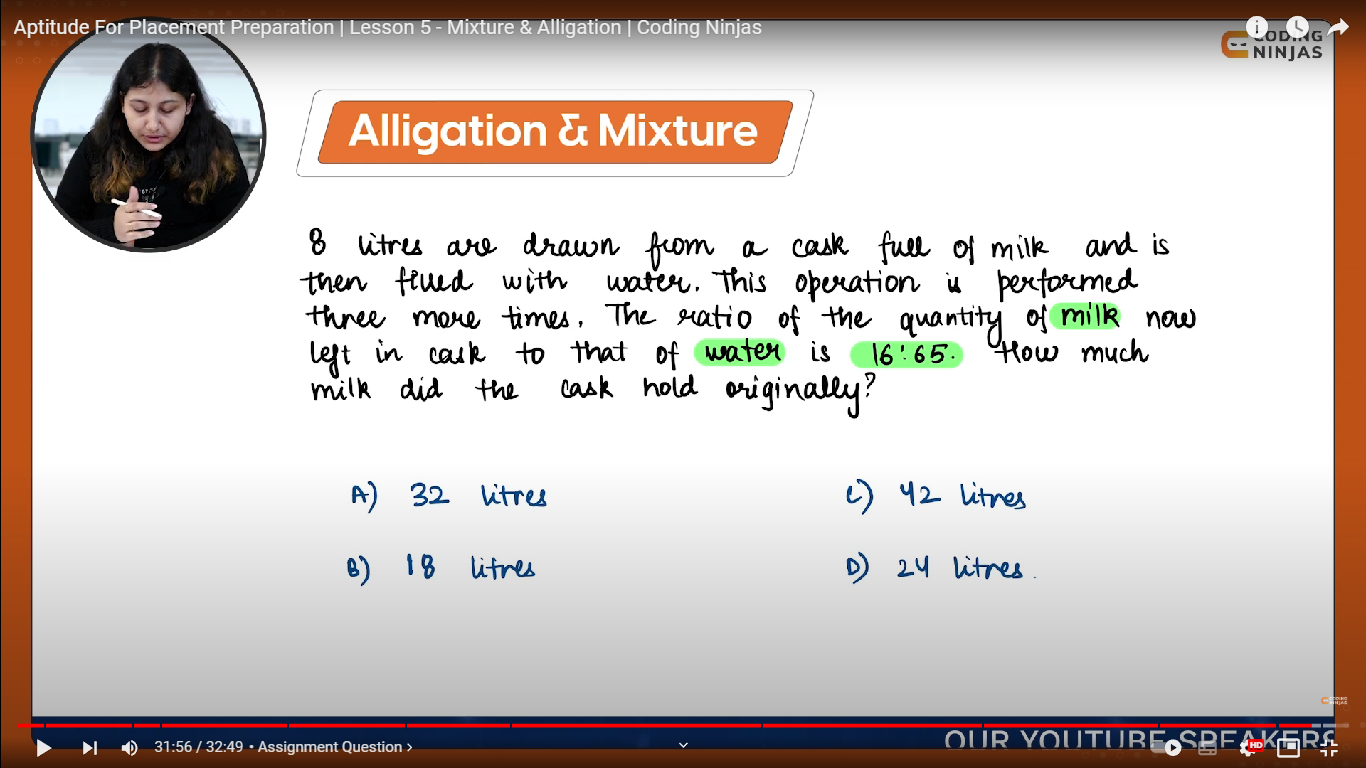 Aptitude For Placement Preparation | Lesson 5 - Mixture & Alligation | Coding Ninjas
CODING
NINJAS
Alligation & Mixture
8 litres are drawn from a cask full of milk and is
then filled with water. This operation is performed
three more times. The ratio of the quantity of milk now
left in cask to that of water is 16:65. How much
milk did the cask hold originally?
A) 32 litres
C) 42 litres
B) 18 litres
D) 24 litres.
CODING
NINJAS
31:56 / 32:49 • Assignment Question ›
OUR YOUTUBE SPEAKERS
HD